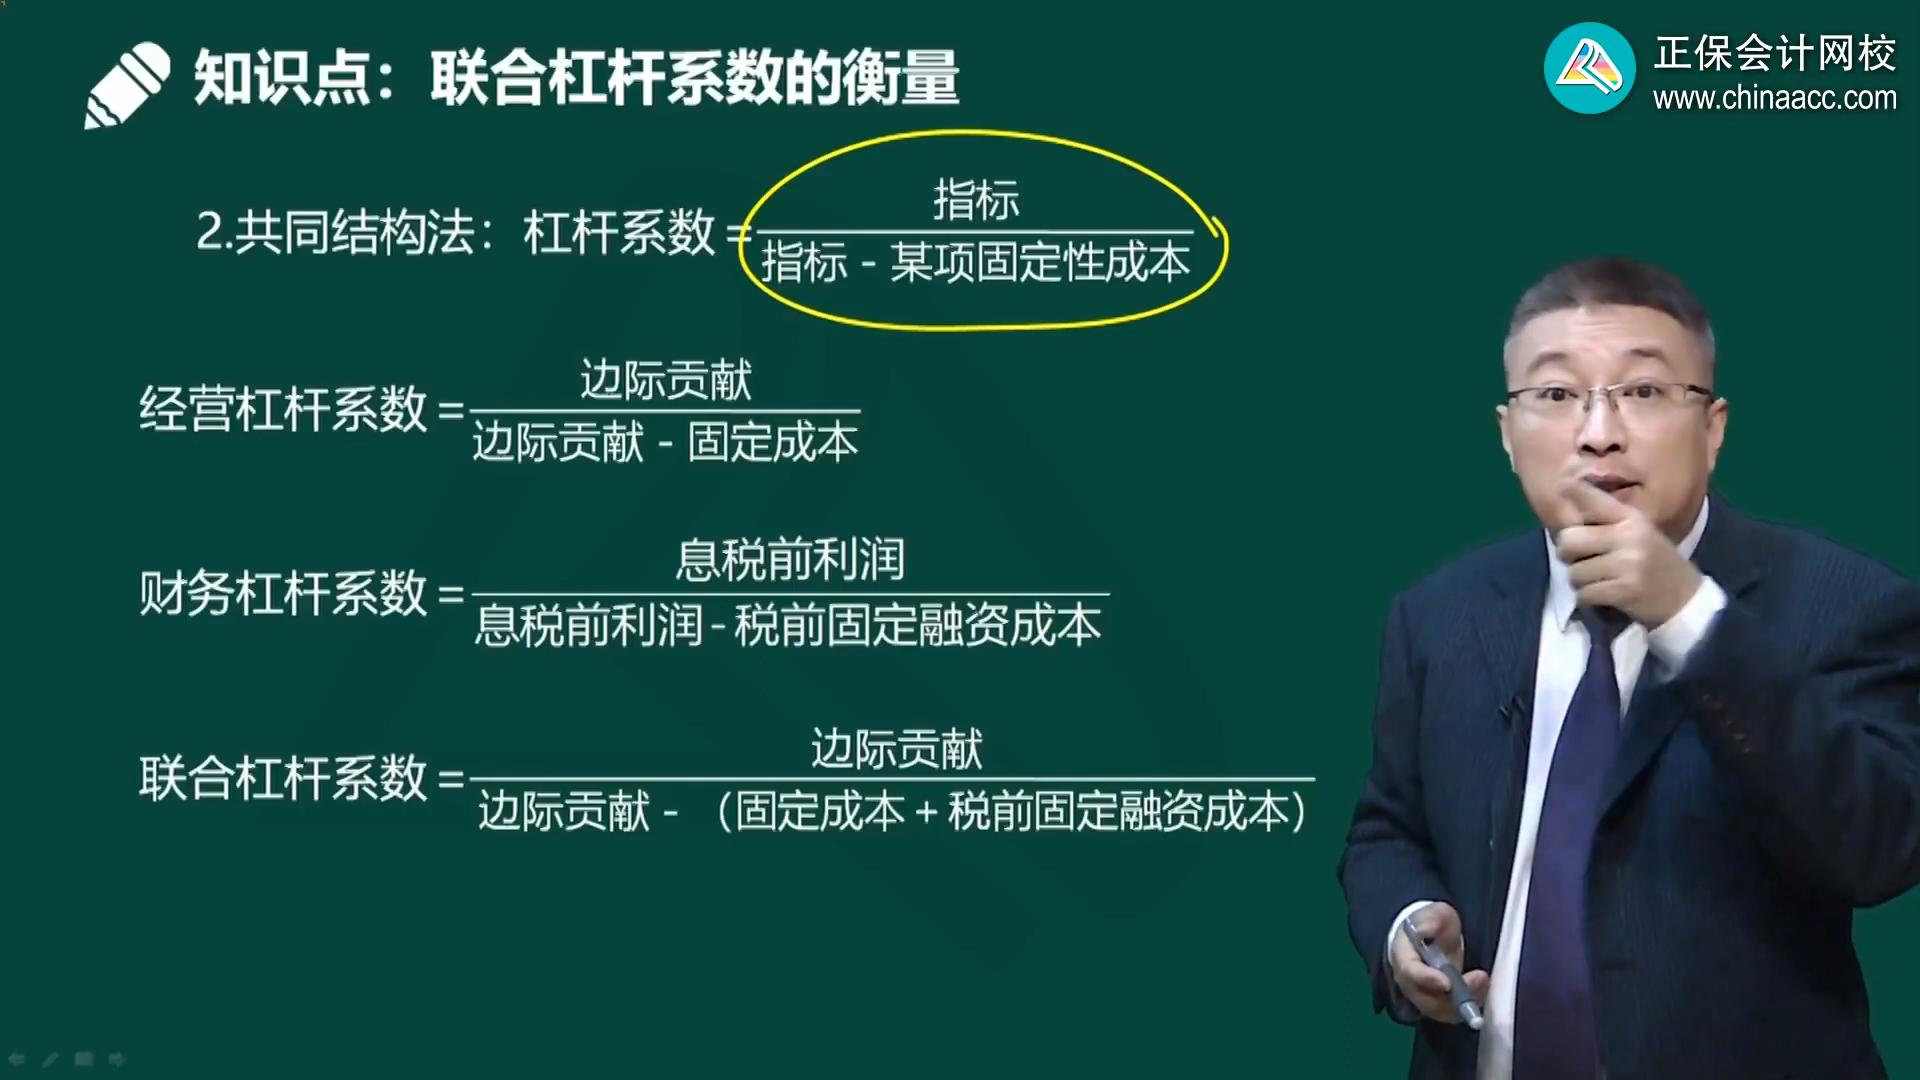 知识点：联合杠杆系数的衡量
正保会计网校
www.chinaacc.com
2.共同结构法：杠杆系数=指标
指标 - 某项固定性成本
经营杠杆系数=边际贡献
边际贡献 - 固定成本
财务杠杆系数=息税前利润
息税前利润 - 税前固定融资成本
联合杠杆系数=边际贡献
边际贡献 - （固定成本 + 税前固定融资成本）